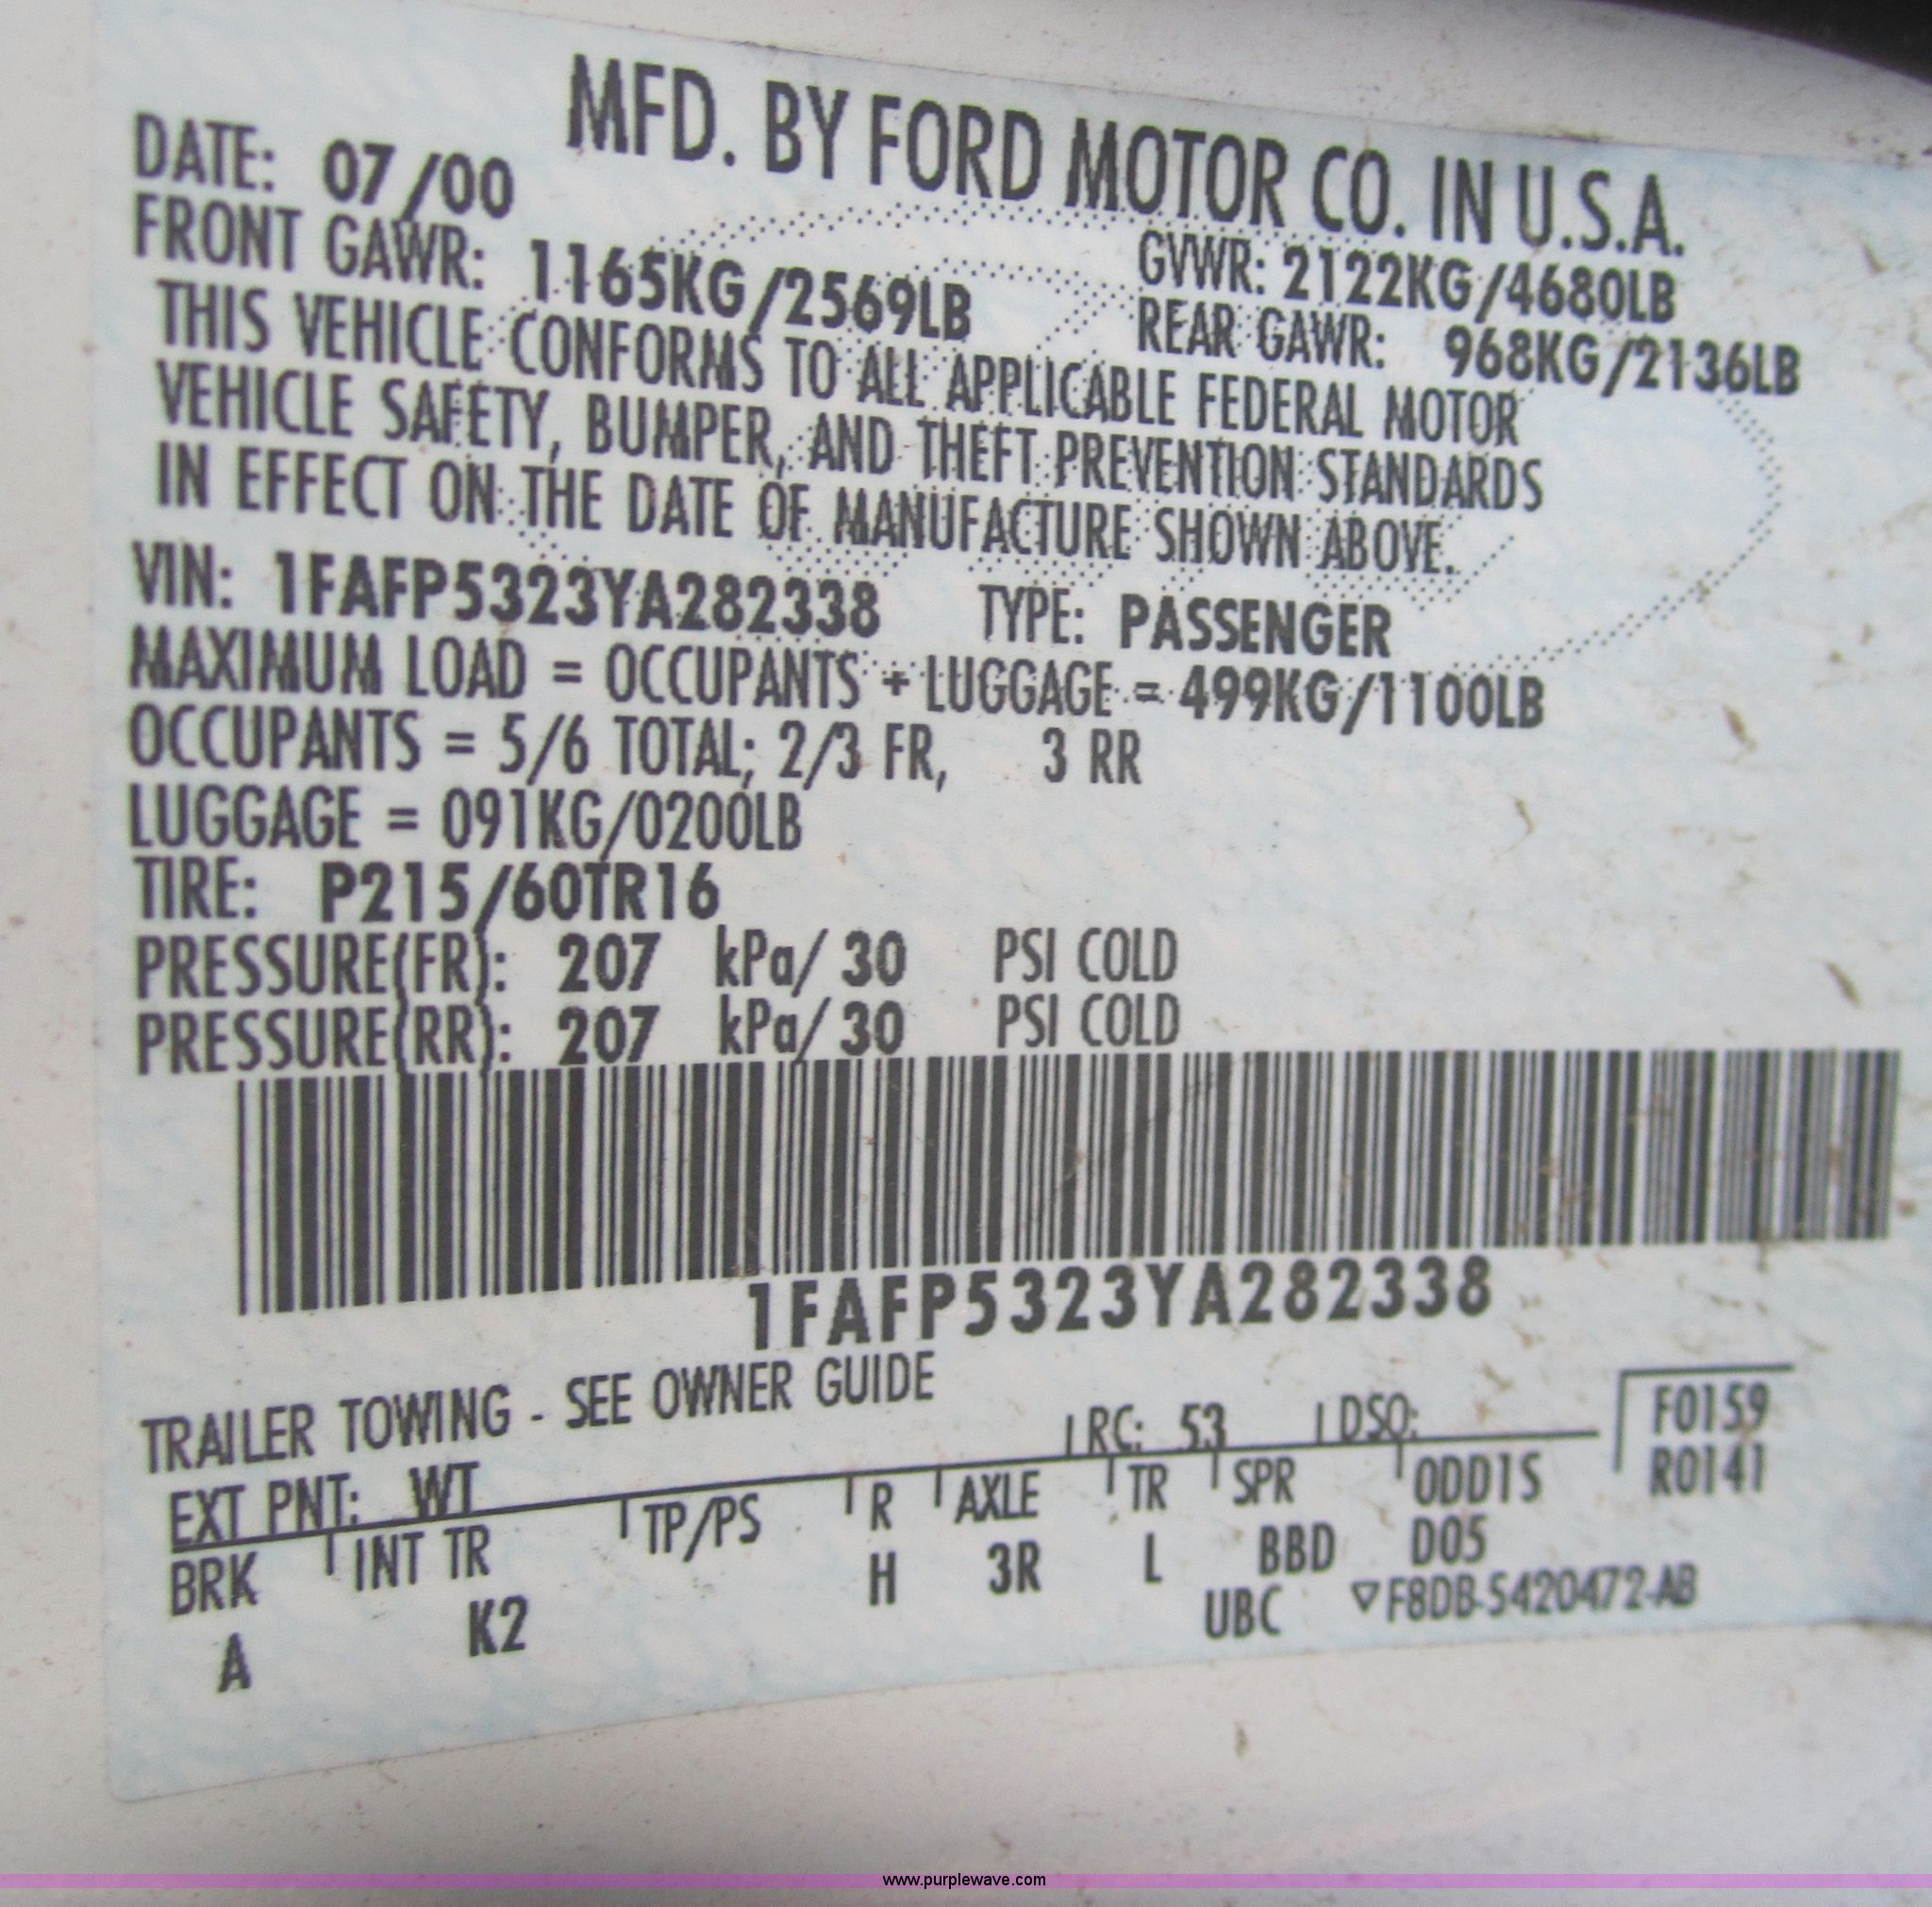 MFD. BY FORD MOTOR CO. IN U.S.A.
DATE: 07/00 GVWR: 2122KG/4680LB
FRONT GAWR: 1165KG/2569LB REAR GAWR: 968KG/2136LB
THIS VEHICLE CONFORMS TO ALL APPLICABLE FEDERAL MOTOR
VEHICLE SAFETY, BUMPER, AND THEFT PREVENTION STANDARDS
IN EFFECT ON THE DATE OF MANUFACTURE SHOWN ABOVE.
VIN: 1FAFP5323YA282338 TYPE: PASSENGER
MAXIMUM LOAD = OCCUPANTS + LUGGAGE = 499KG/1100LB
OCCUPANTS = 5/6 TOTAL; 2/3 FR, 3 RR
LUGGAGE = 091KG/0200LB
TIRE: P215/60TR16
PRESSURE(FR): 207 kPa/ 30 PSI COLD
PRESSURE(RR): 207 kPa/ 30 PSI COLD
1FAFP5323YA282338
TRAILER TOWING - SEE OWNER GUIDE
EXT PNT: WT RC: 53 DSO: F0159
BRK INT TR TP/PS R AXLE TR SPR ODD1S R0141
A K2 H 3R L BBD D05
UBC ▽F8DB-5420472-AB
www.purplewave.com